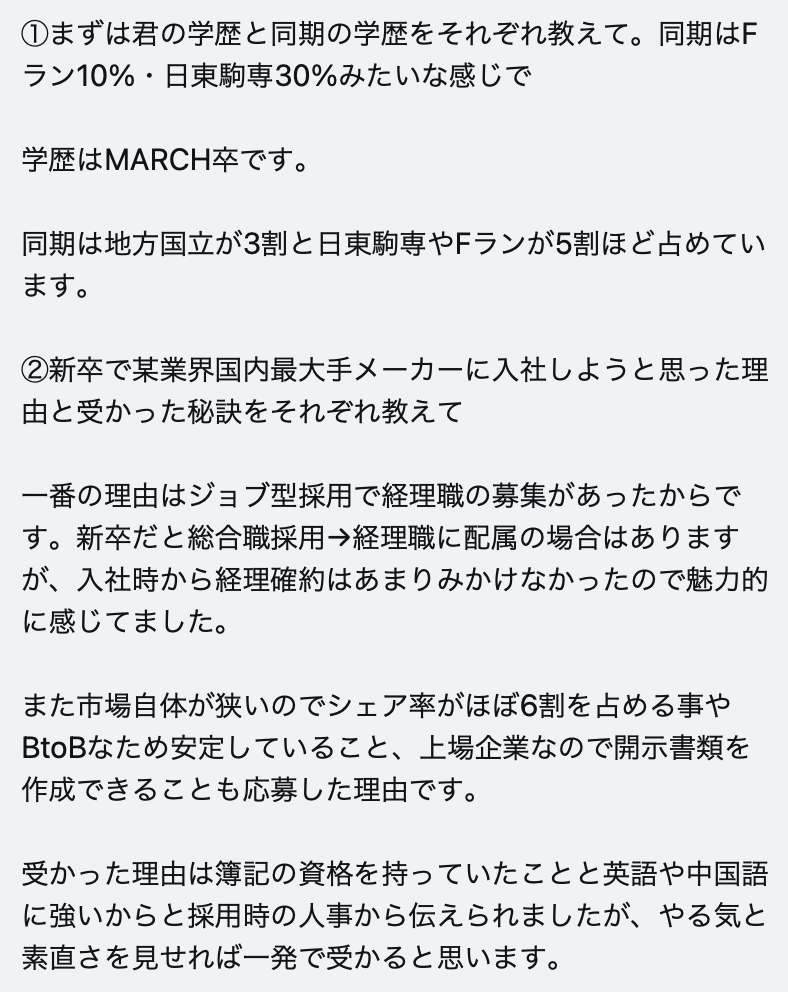 ①まずは君の学歴と同期の学歴をそれぞれ教えて。同期はF
ラン10%・日東駒専30%みたいな感じで
学歴はMARCH卒です。
同期は地方国立が3割と日東駒専やFランが5割ほど占めてい
ます。
②新卒で某業界国内最大手メーカーに入社しようと思った理
由と受かった秘訣をそれぞれ教えて
一番の理由はジョブ型採用で経理職の募集があったからで
す。新卒だと総合職採用→経理職に配属の場合はあります
が、入社時から経理確約はあまりみかけなかったので魅力的
に感じてました。
また市場自体が狭いのでシェア率がほぼ6割を占める事や
BtoBなため安定していること、上場企業なので開示書類を
作成できることも応募した理由です。
受かった理由は簿記の資格を持っていたことと英語や中国語
に強いからと採用時の人事から伝えられましたが、やる気と
素直さを見せれば一発で受かると思います。